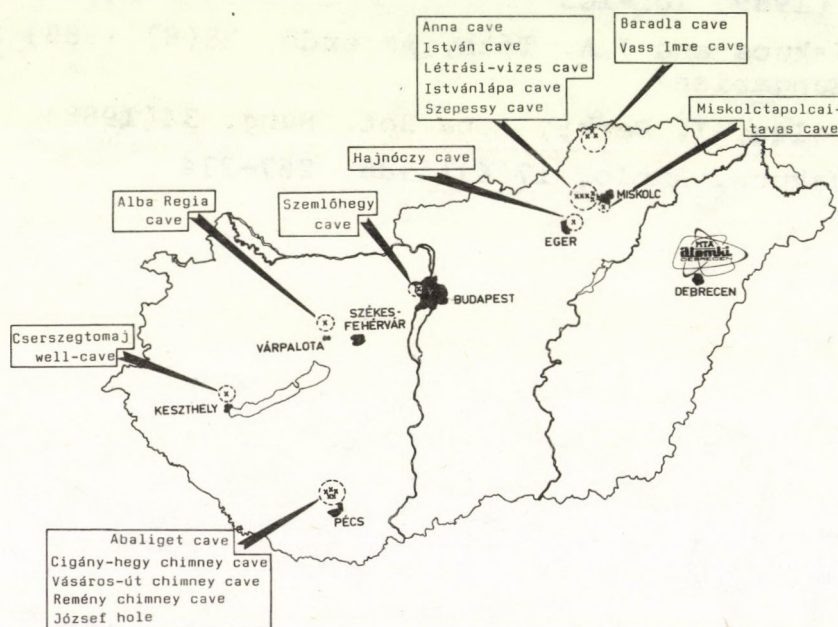 Anna cave
István cave
Létrási-vizes cave
Istvánlápa cave
Szepessy cave
Baradla cave
Vass Imre cave
Miskolctapolcai-
tavas cave
Hajnóczy cave
Alba Regia
cave
Szemlőhegy
cave
MISKOLC
EGER
MTA
atomki
DEBRECEN
DEBRECEN
BUDAPEST
SZÉKES-
FEHÉRVÁR
VÁRPALOTA
Cserszegtomaj
well-cave
KESZTHELY
PÉCS
Abaliget cave
Cigány-hegy chimney cave
Vásáros-út chimney cave
Remény chimney cave
József hole